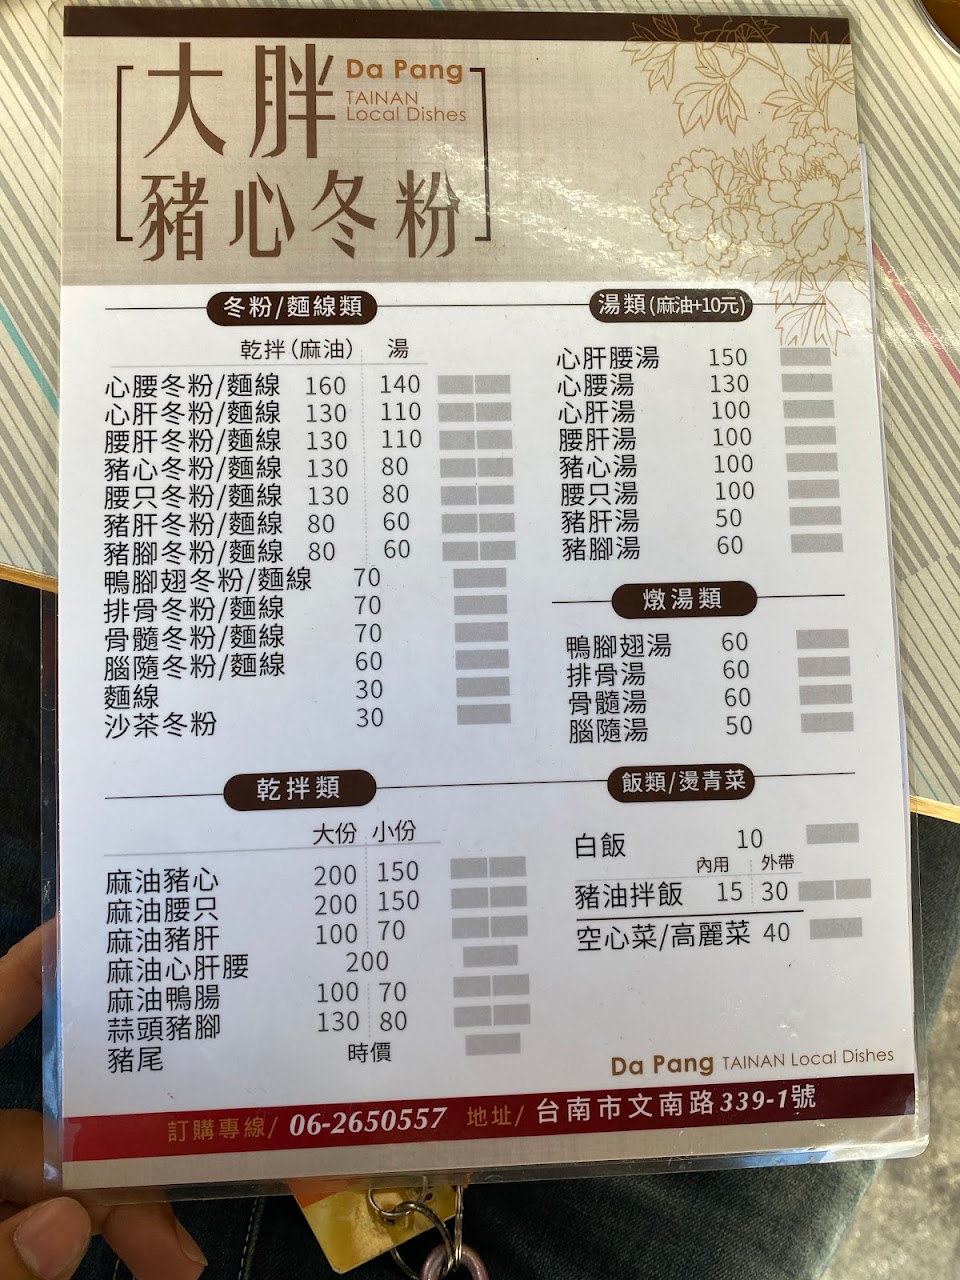 大胖
Da Pang
TAINAN
Local Dishes
豬心冬粉
冬粉/麵線類
乾拌(麻油) 湯
心腰冬粉/麵線 160 140
心肝冬粉/麵線 130 110
腰肝冬粉/麵線 130 110
豬心冬粉/麵線 130 80
腰只冬粉/麵線 130 80
豬肝冬粉/麵線 80 60
豬腳冬粉/麵線 80 60
鴨腳翅冬粉/麵線 70
排骨冬粉/麵線 70
骨髓冬粉/麵線 70
腦隨冬粉/麵線 60
麵線 30
沙茶冬粉 30
湯類(麻油+10元)
心肝腰湯 150
心腰湯 130
心肝湯 100
腰肝湯 100
豬心湯 100
腰只湯 100
豬肝湯 50
豬腳湯 60
燉湯類
鴨腳翅湯 60
排骨湯 60
骨髓湯 60
腦隨湯 50
乾拌類
大份 小份
麻油豬心 200 150
麻油腰只 200 150
麻油豬肝 100 70
麻油心肝腰 200
麻油鴨腸 100 70
蒜頭豬腳 130 80
豬尾 時價
飯類/燙青菜
白飯 10
內用 外帶
豬油拌飯 15 30
空心菜/高麗菜 40
Da Pang TAINAN Local Dishes
訂購專線/ 06-2650557 地址/ 台南市文南路339-1號